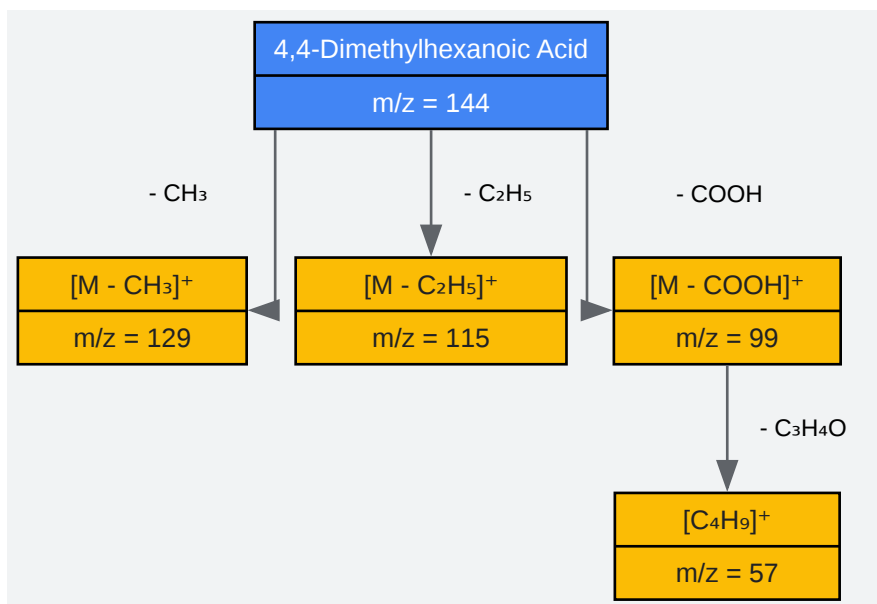 4,4-Dimethylhexanoic Acid
m/z = 144
- CH₃
- C₂H₅
- COOH
[M - CH₃]⁺
m/z = 129
[M - C₂H₅]⁺
m/z = 115
[M - COOH]⁺
m/z = 99
- C₃H₄O
[C₄H₉]⁺
m/z = 57